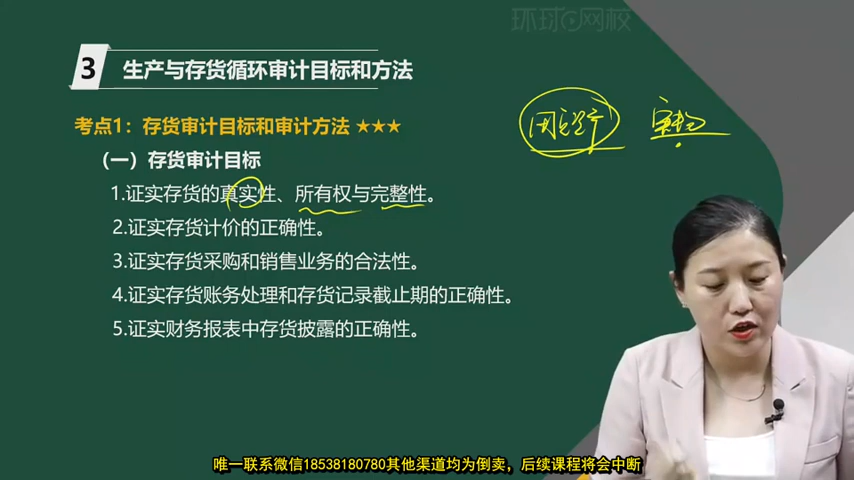 环球网校
3 生产与存货循环审计目标和方法
考点1：存货审计目标和审计方法 ★★★
（一）存货审计目标
1.证实存货的真实性、所有权与完整性。
2.证实存货计价的正确性。
3.证实存货采购和销售业务的合法性。
4.证实存货账务处理和存货记录截止期的正确性。
5.证实财务报表中存货披露的正确性。
唯一联系微信18538180780其他渠道均为倒卖，后续课程将会中断